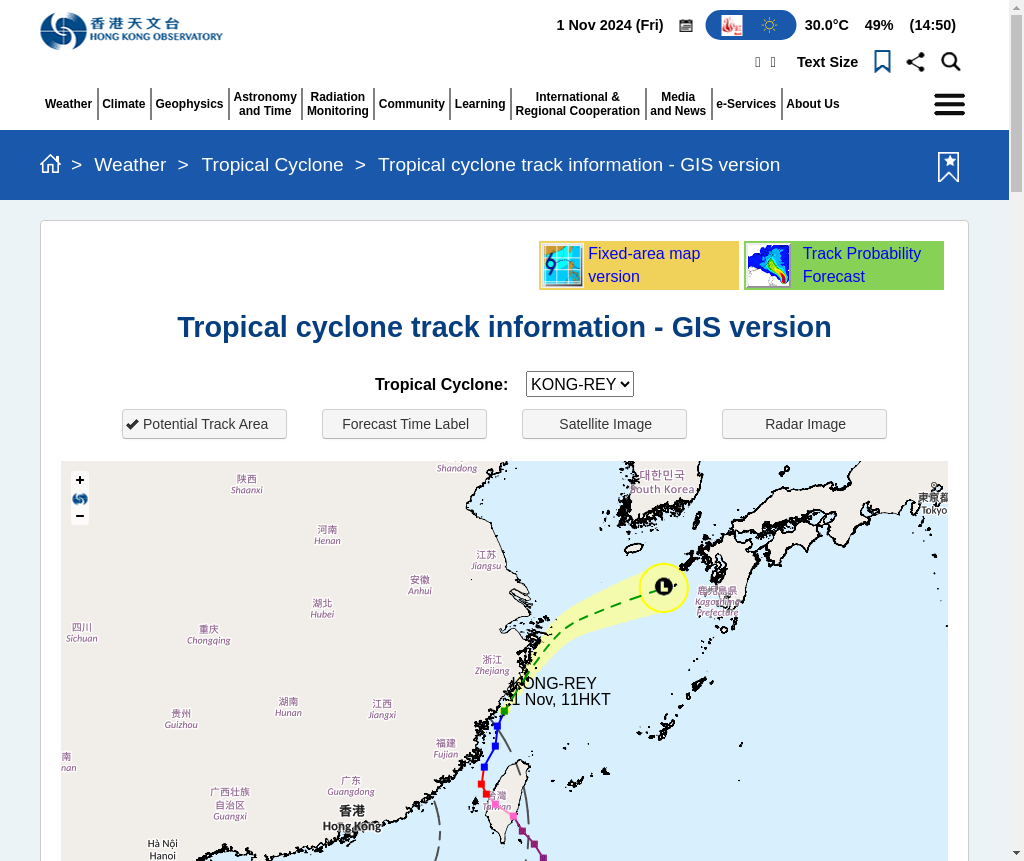 香港天文台
HONG KONG OBSERVATORY
1 Nov 2024 (Fri) 30.0°C 49% (14:50)
Text Size
Weather Climate Geophysics Astronomy and Time Radiation Monitoring Community Learning International & Regional Cooperation Media and News e-Services About Us
> Weather > Tropical Cyclone > Tropical cyclone track information - GIS version
Fixed-area map version
Track Probability Forecast
Tropical cyclone track information - GIS version
Tropical Cyclone: KONG-REY
Potential Track Area Forecast Time Label Satellite Image Radar Image
+
−
Shandong
陕西
Shaanxi
대한민국
South Korea
東京都
Tokyo
河南
Henan
江苏
Jiangsu
安徽
Anhui
湖北
Hubei
L
鹿児島県
Kagoshima
Prefecture
四川
Sichuan
重庆
Chongqing
浙江
Zhejiang
KONG-REY
1 Nov, 11HKT
湖南
Hunan
江西
Jiangxi
贵州
Guizhou
福建
Fujian
南
nan
广西壮族
自治区
Guangxi
广东
Guangdong
台灣
Taiwan
香港
Hong Kong
Hà Nội
Hanoi